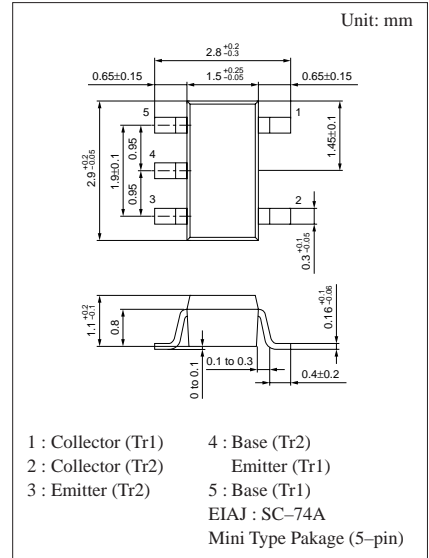 Unit: mm
2.8 +0.2 −0.3
0.65±0.15
1.5 +0.25 −0.05
0.65±0.15
5
1
4
3
2
2.9 +0.2 −0.05
1.9±0.1
0.95
0.95
1.45±0.1
0.3 +0.1 −0.05
1.1 +0.2 −0.1
0.8
0 to 0.1
0.1 to 0.3
0.4±0.2
0.16 +0.1 −0.06
1 : Collector (Tr1)
2 : Collector (Tr2)
3 : Emitter (Tr2)
4 : Base (Tr2)
Emitter (Tr1)
5 : Base (Tr1)
EIAJ : SC–74A
Mini Type Pakage (5–pin)